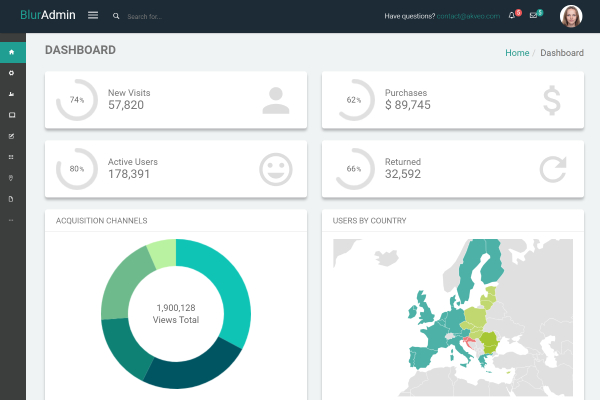 BlurAdmin
Search for...
Have questions? contact@akveo.com
5
5
DASHBOARD
Home / Dashboard
74%
New Visits
57,820
62%
Purchases
$ 89,745
80%
Active Users
178,391
66%
Returned
32,592
ACQUISITION CHANNELS
1,900,128
Views Total
USERS BY COUNTRY